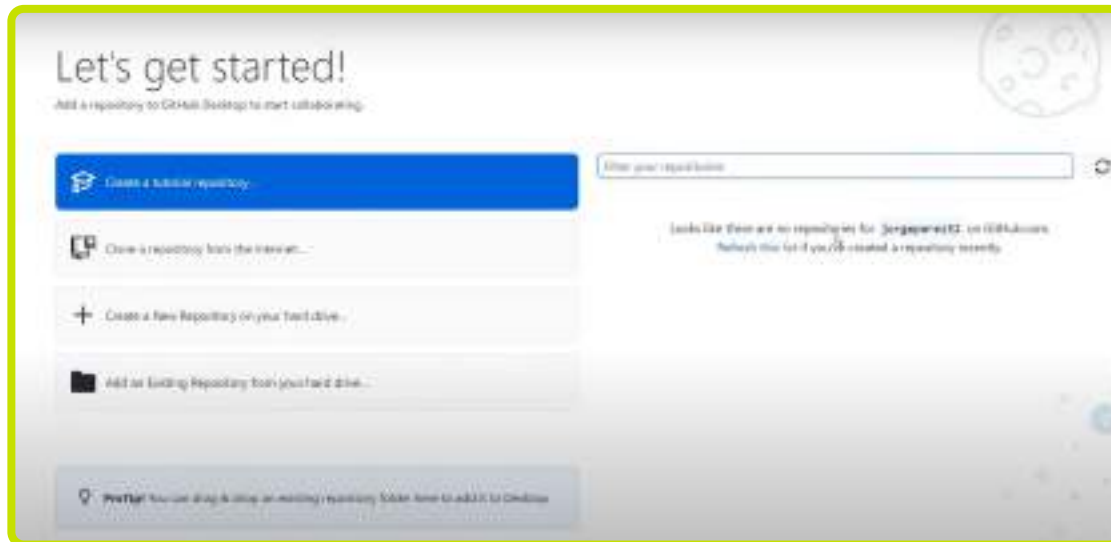 Let's get started!
Add a repository to GitHub Desktop to start collaborating.
Create a tutorial repository...
Clone a repository from the Internet...
Create a New Repository on your hard drive...
Add an Existing Repository from your hard drive...
Filter your repositories
Looks like there are no repositories for on GitHub.com.
Refresh this list if you've created a repository recently.
ProTip! You can drag & drop an existing repository folder here to add it to Desktop